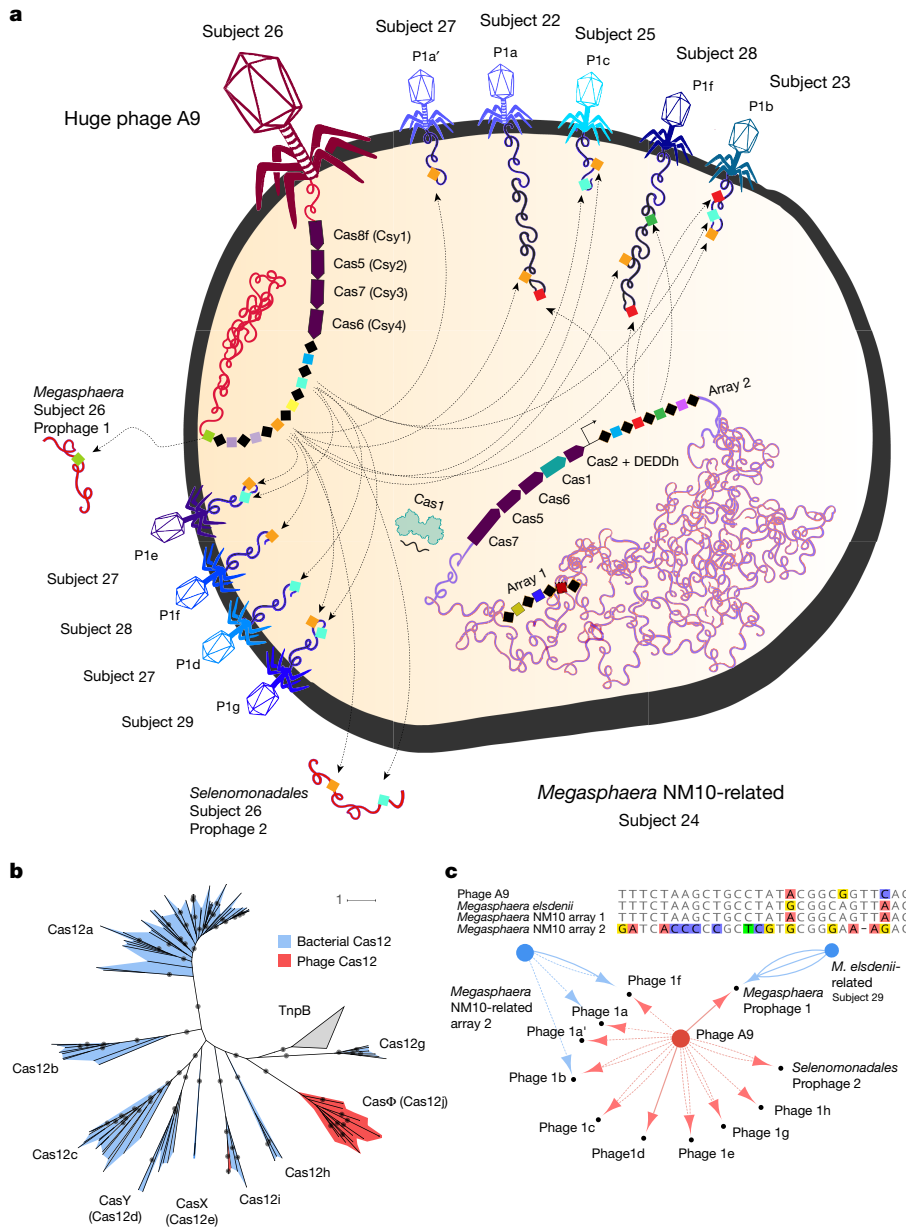 a
Subject 26
Subject 27
Subject 22
Subject 25
Subject 28
Subject 23
P1a′
P1a
P1c
P1f
P1b
Huge phage A9
Cas8f (Csy1)
Cas5 (Csy2)
Cas7 (Csy3)
Cas6 (Csy4)
Megasphaera
Subject 26
Prophage 1
Array 2
Cas2 + DEDDh
Cas1
Cas6
Cas5
Cas7
Cas1
Array 1
P1e
Subject 27
P1f
Subject 28
P1d
Subject 27
P1g
Subject 29
Selenomonadales
Subject 26
Prophage 2
Megasphaera NM10-related
Subject 24
b
1
Cas12a
Bacterial Cas12
Phage Cas12
TnpB
Cas12g
Cas12b
CasΦ (Cas12j)
Cas12c
Cas12h
Cas12i
CasY
(Cas12d)
CasX
(Cas12e)
c
Phage A9 TTTCTAAGCTGCCTATACGGCGGTTCAC
Megasphaera elsdenii TTTCTAAGCTGCCTATGCGGCAGTTAAC
Megasphaera NM10 array 1 TTTCTAAGCTGCCTATACGGCAGTTAAC
Megasphaera NM10 array 2 GATCACCCCCGCTCGTGCGGGAA-AGAC
Megasphaera
NM10-related
array 2
M. elsdenii-
related
Subject 29
Phage 1f
Megasphaera
Prophage 1
Phage 1a
Phage 1a'
Phage A9
Phage 1b
Selenomonadales
Prophage 2
Phage 1c
Phage 1h
Phage 1g
Phage1d
Phage 1e